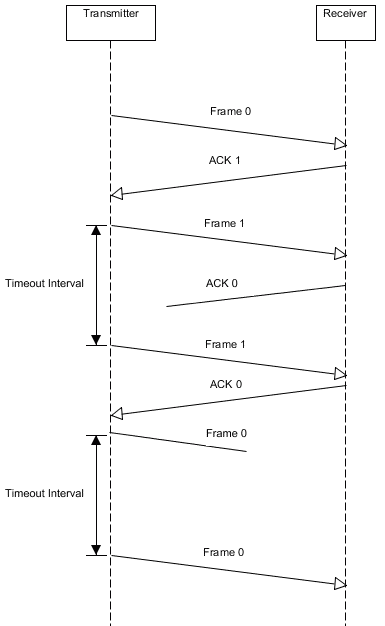 Transmitter
Receiver
Frame 0
ACK 1
Frame 1
Timeout Interval
ACK 0
Frame 1
ACK 0
Frame 0
Timeout Interval
Frame 0